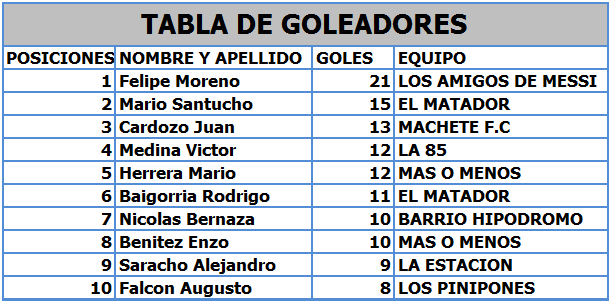 TABLA DE GOLEADORES
POSICIONES NOMBRE Y APELLIDO GOLES EQUIPO
1 Felipe Moreno 21 LOS AMIGOS DE MESSI
2 Mario Santucho 15 EL MATADOR
3 Cardozo Juan 13 MACHETE F.C
4 Medina Victor 12 LA 85
5 Herrera Mario 12 MAS O MENOS
6 Baigorria Rodrigo 11 EL MATADOR
7 Nicolas Bernaza 10 BARRIO HIPODROMO
8 Benitez Enzo 10 MAS O MENOS
9 Saracho Alejandro 9 LA ESTACION
10 Falcon Augusto 8 LOS PINIPONES